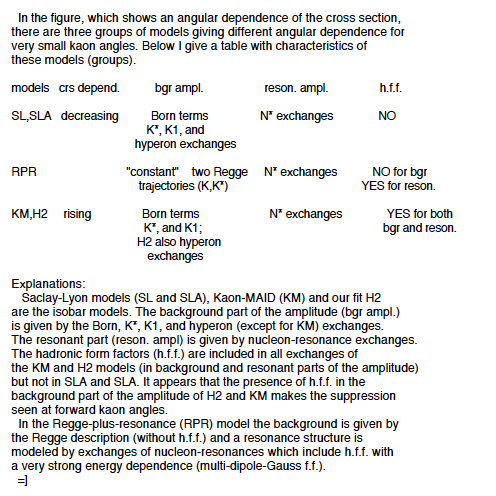 In the figure, which shows an angular dependence of the cross section,
there are three groups of models giving different angular dependence for
very small kaon angles. Below I give a table with characteristics of
these models (groups).
models crs depend. bgr ampl. reson. ampl. h.f.f.
SL,SLA decreasing Born terms N* exchanges NO
K*, K1, and
hyperon exchanges
RPR "constant" two Regge N* exchanges NO for bgr
trajectories (K,K*) YES for reson.
KM,H2 rising Born terms N* exchanges YES for both
K*, and K1; bgr and reson.
H2 also hyperon
exchanges
Explanations:
Saclay-Lyon models (SL and SLA), Kaon-MAID (KM) and our fit H2
are the isobar models. The background part of the amplitude (bgr ampl.)
is given by the Born, K*, K1, and hyperon (except for KM) exchanges.
The resonant part (reson. ampl) is given by nucleon-resonance exchanges.
The hadronic form factors (h.f.f.) are included in all exchanges of
the KM and H2 models (in background and resonant parts of the amplitude)
but not in SLA and SLA. It appears that the presence of h.f.f. in the
background part of the amplitude of H2 and KM makes the suppression
seen at forward kaon angles.
In the Regge-plus-resonance (RPR) model the background is given by
the Regge description (without h.f.f.) and a resonance structure is
modeled by exchanges of nucleon-resonances which include h.f.f. with
a very strong energy dependence (multi-dipole-Gauss f.f.).
=]